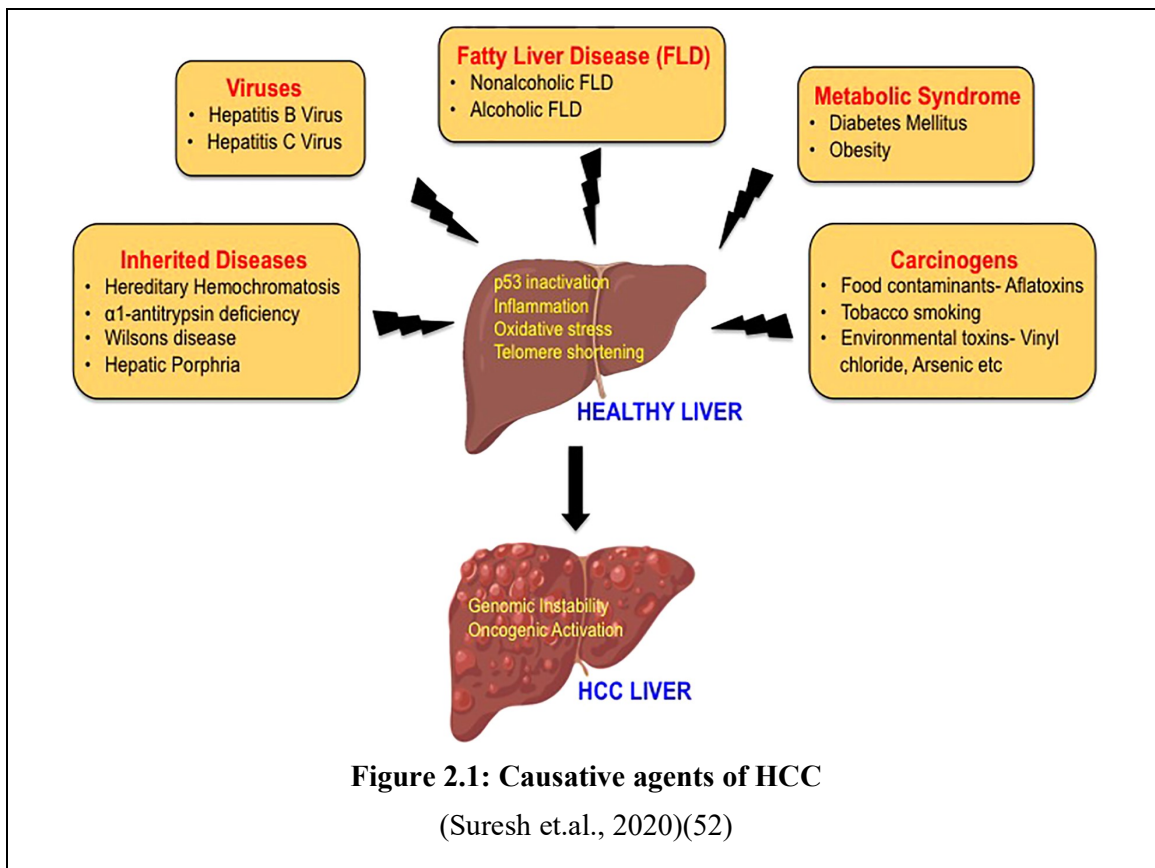 Fatty Liver Disease (FLD)
• Nonalcoholic FLD
• Alcoholic FLD
Viruses
• Hepatitis B Virus
• Hepatitis C Virus
Metabolic Syndrome
• Diabetes Mellitus
• Obesity
Inherited Diseases
• Hereditary Hemochromatosis
• α1-antitrypsin deficiency
• Wilsons disease
• Hepatic Porphria
Carcinogens
• Food contaminants- Aflatoxins
• Tobacco smoking
• Environmental toxins- Vinyl
chloride, Arsenic etc
p53 inactivation
Inflammation
Oxidative stress
Telomere shortening
HEALTHY LIVER
Genomic Instability
Oncogenic Activation
HCC LIVER
Figure 2.1: Causative agents of HCC
(Suresh et.al., 2020)(52)